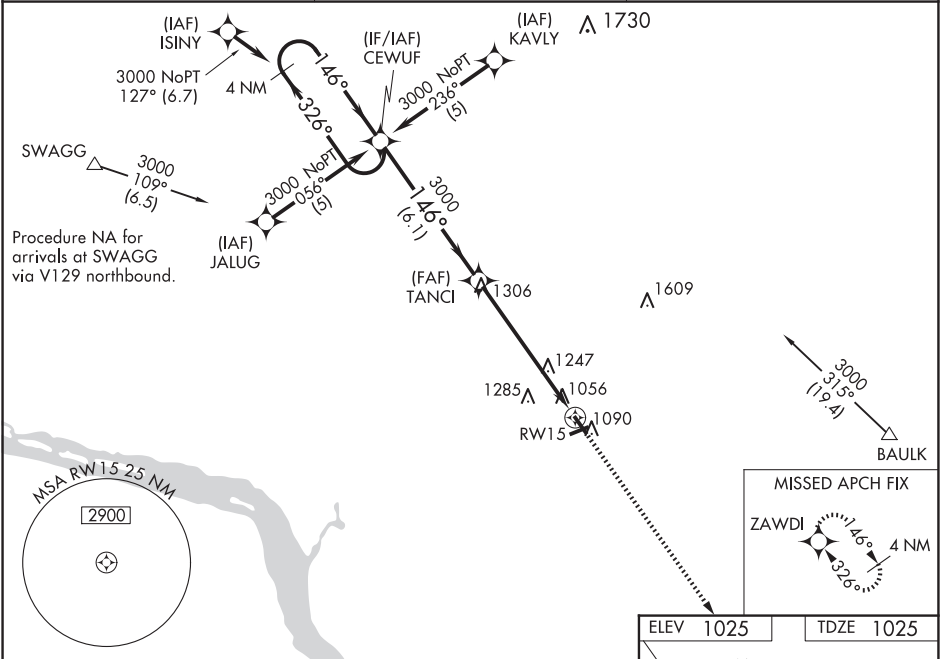 (IAF)
ISINY
3000 NoPT
127° (6.7)
4 NM
146°
326°
(IF/IAF)
CEWUF
(IAF)
KAVLY
1730
3000 NoPT
236°
(5)
SWAGG
3000
109°
(6.5)
3000 NoPT
056°
(5)
(IAF)
JALUG
Procedure NA for
arrivals at SWAGG
via V129 northbound.
3000
146°
(6.1)
(FAF)
TANCI
1306
1609
1247
1285
1056
RW15
1090
3000
315°
(19.4)
BAULK
MSA RW15 25 NM
2900
MISSED APCH FIX
ZAWDI
146°
4 NM
326°
ELEV 1025
TDZE 1025